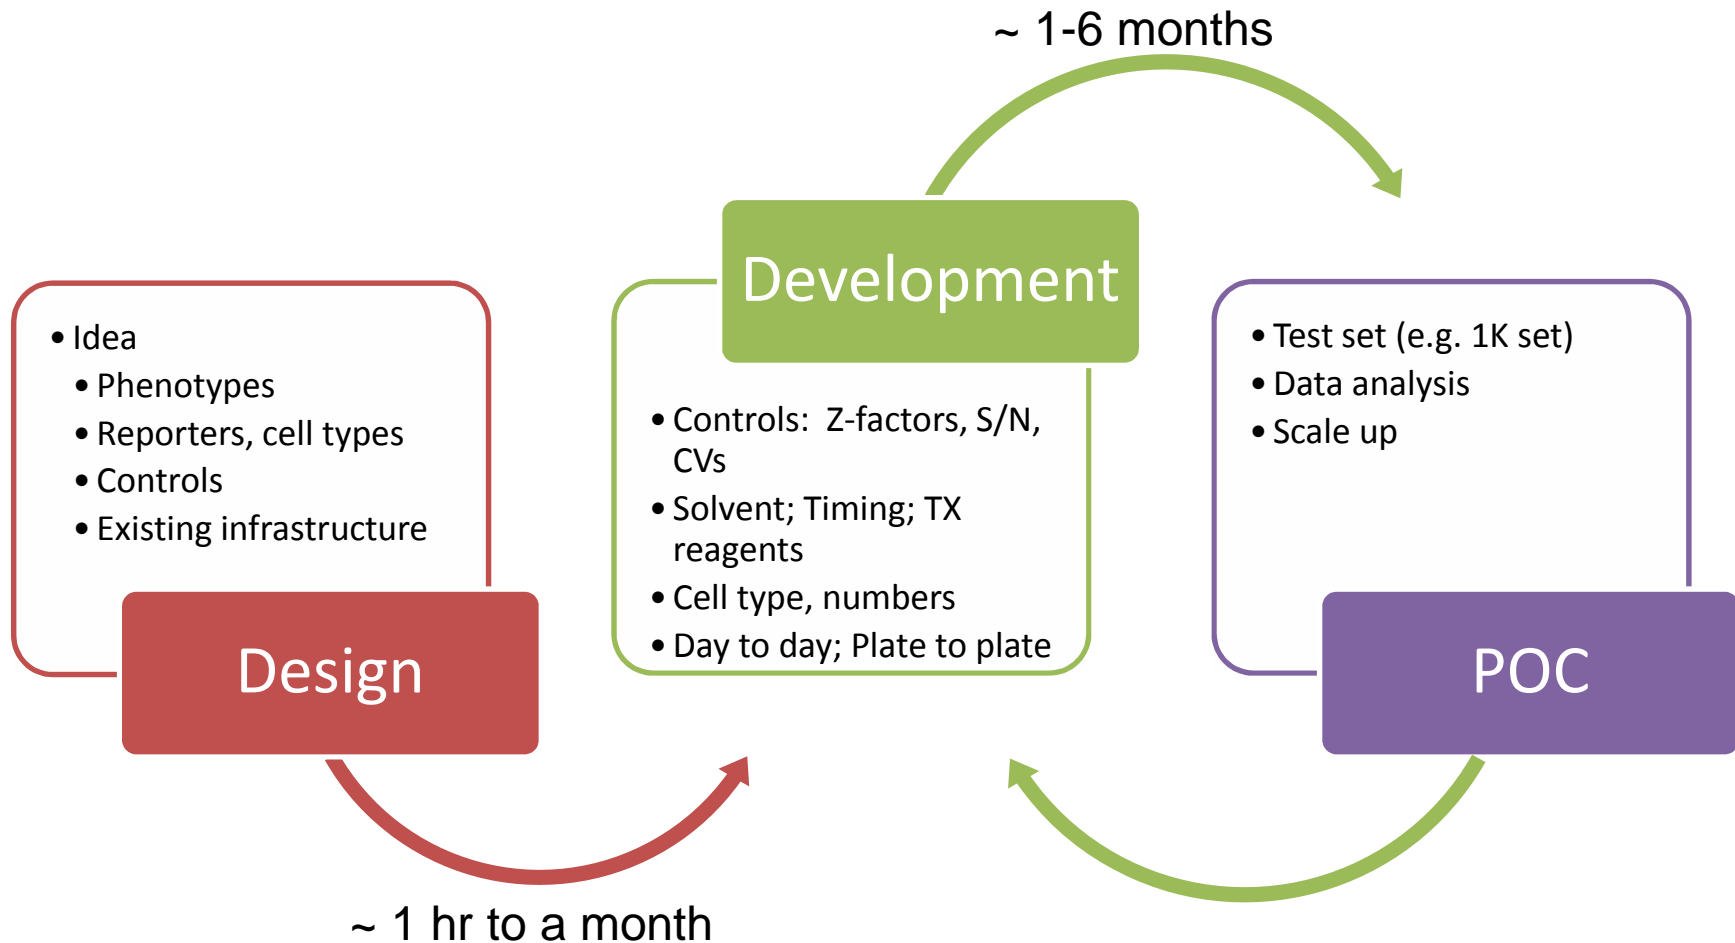 ~ 1-6 months
Development
• Idea
• Phenotypes
• Reporters, cell types
• Controls
• Existing infrastructure
Design
• Controls:  Z-factors, S/N,
CVs
• Solvent; Timing; TX
reagents
• Cell type, numbers
• Day to day; Plate to plate
• Test set (e.g. 1K set)
• Data analysis
• Scale up
POC
~ 1 hr to a month